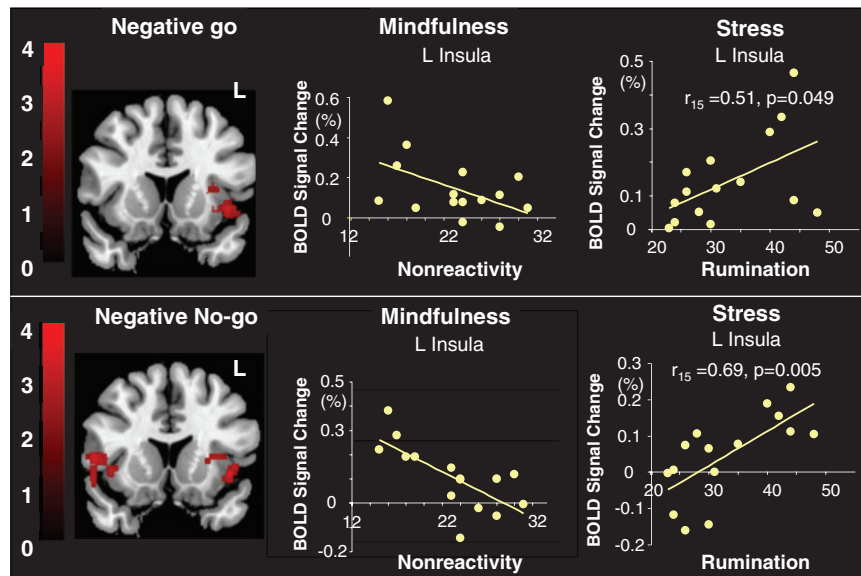 Negative go
4
3
2
1
0
L
Mindfulness
L Insula
BOLD Signal Change
(%)
0.6
0.4
0.2
0
12
22
32
Nonreactivity
Stress
L Insula
BOLD Signal Change
(%)
0.5
0.3
0.1
0
r15 =0.51, p=0.049
20
30
40
50
Rumination
Negative No-go
4
3
2
1
0
L
Mindfulness
L Insula
BOLD Signal Change
(%)
0.5
0.3
0
-0.2
12
22
32
Nonreactivity
Stress
L Insula
BOLD Signal Change
(%)
0.3
0.2
0.1
0
-0.1
-0.2
r15 =0.69, p=0.005
20
30
40
50
Rumination